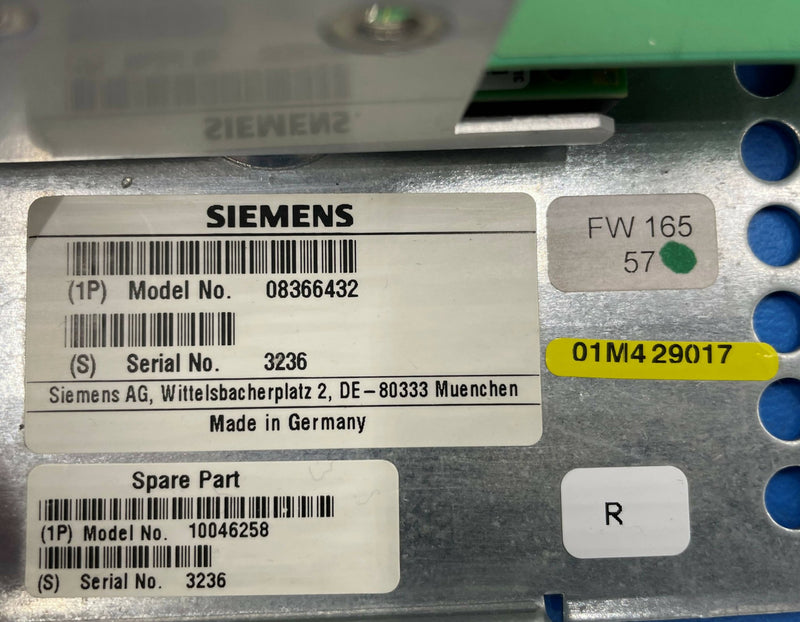 SIEMENS
SIEMENS
(1P) Model No. 08366432
(S) Serial No. 3236
Siemens AG, Wittelsbacherplatz 2, DE-80333 Muenchen
Made in Germany
FW 165
57
01M4 29017
Spare Part
(1P) Model No. 10046258
(S) Serial No. 3236
R